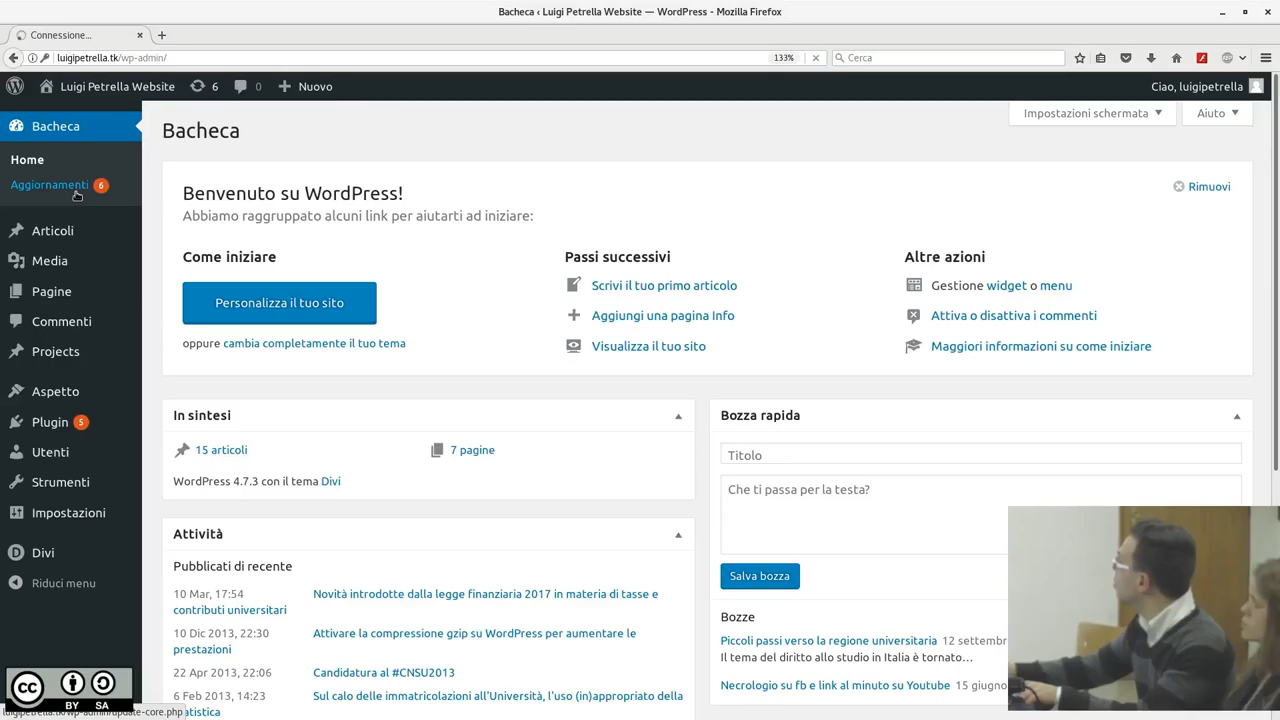 Bacheca ‹ Luigi Petrella Website — WordPress - Mozilla Firefox
Connessione...
luigipetrella.tk/wp-admin/
133%
Cerca
Luigi Petrella Website
6
0
Nuovo
Ciao, luigipetrella
Bacheca
Home
Aggiornamenti 6
Articoli
Media
Pagine
Commenti
Projects
Aspetto
Plugin 5
Utenti
Strumenti
Impostazioni
Divi
Riduci menu
Bacheca
Impostazioni schermata
Aiuto
Benvenuto su WordPress!
Rimuovi
Abbiamo raggruppato alcuni link per aiutarti ad iniziare:
Come iniziare
Personalizza il tuo sito
oppure cambia completamente il tuo tema
Passi successivi
Scrivi il tuo primo articolo
Aggiungi una pagina Info
Visualizza il tuo sito
Altre azioni
Gestione widget o menu
Attiva o disattiva i commenti
Maggiori informazioni su come iniziare
In sintesi
15 articoli
7 pagine
WordPress 4.7.3 con il tema Divi
Attività
Pubblicati di recente
10 Mar, 17:54 Novità introdotte dalla legge finanziaria 2017 in materia di tasse e
contributi universitari
10 Dic 2013, 22:30 Attivare la compressione gzip su WordPress per aumentare le
prestazioni
22 Apr 2013, 22:06 Candidatura al #CNSU2013
6 Feb 2013, 14:23 Sul calo delle immatricolazioni all'Università, l'uso (in)appropriato della
statistica
Bozza rapida
Titolo
Che ti passa per la testa?
Salva bozza
Bozze
Piccoli passi verso la regione universitaria 12 settemb
Il tema del diritto allo studio in Italia è tornato…
Necrologio su fb e link al minuto su Youtube 15 giugno
cc
BY SA
luigipetrella.tk/wp-admin/update-core.php